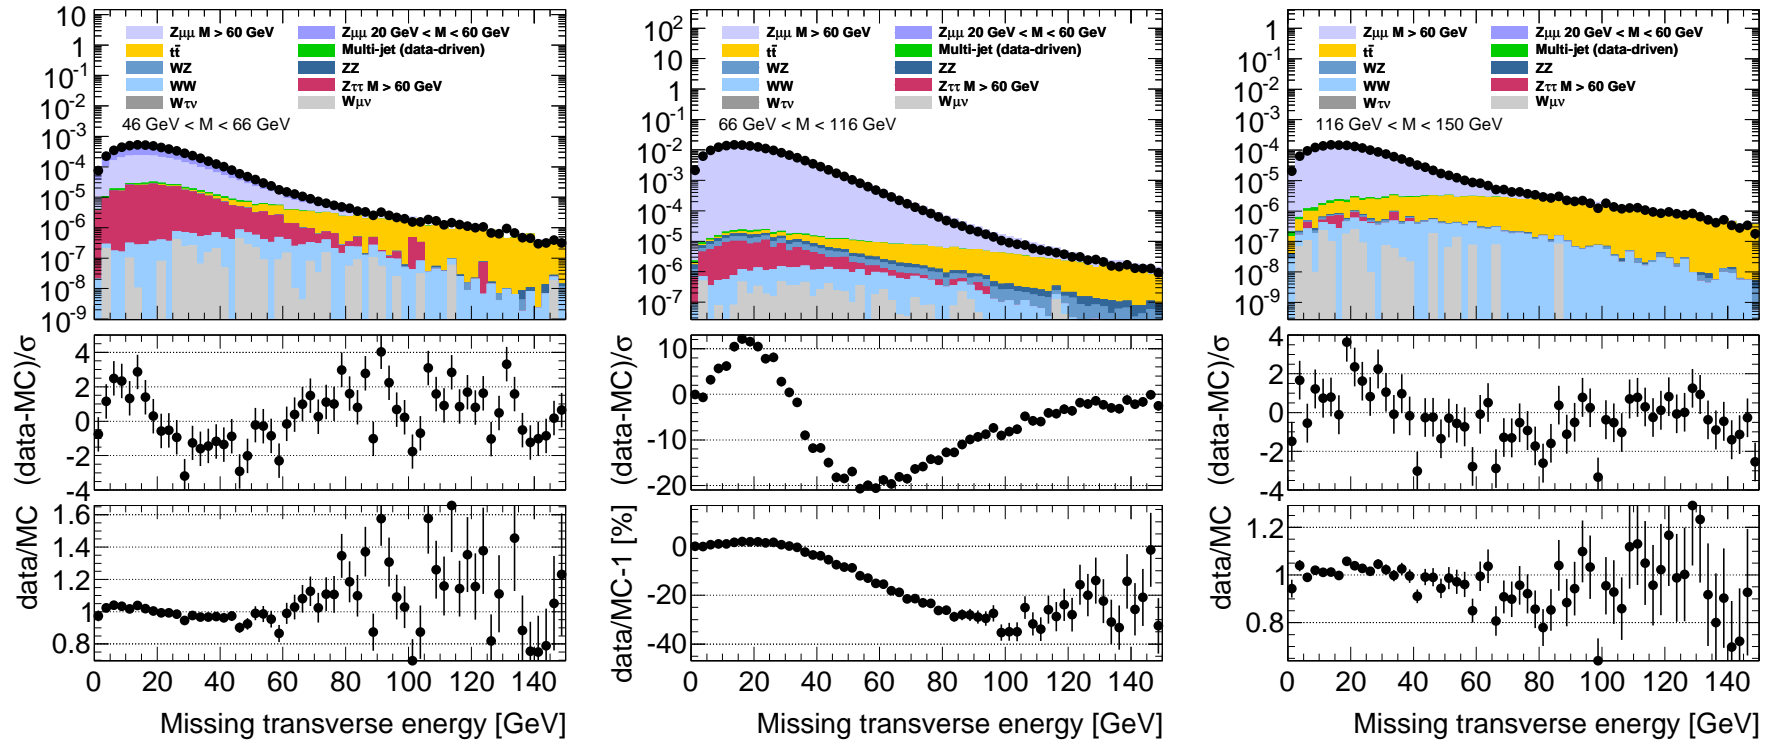 10
1
10⁻¹
10⁻²
10⁻³
10⁻⁴
10⁻⁵
10⁻⁶
10⁻⁷
10⁻⁸
10⁻⁹
Zμμ M > 60 GeV
Zμμ 20 GeV < M < 60 GeV
tt̄
Multi-jet (data-driven)
WZ
ZZ
WW
Zττ M > 60 GeV
Wτν
Wμν
46 GeV < M < 66 GeV
(data-MC)/σ
4
2
0
-2
-4
data/MC
1.6
1.4
1.2
1
0.8
0 20 40 60 80 100 120 140
Missing transverse energy [GeV]
10⁴
10³
10²
10
1
10⁻¹
10⁻²
10⁻³
10⁻⁴
10⁻⁵
10⁻⁶
10⁻⁷
Zμμ M > 60 GeV
Zμμ 20 GeV < M < 60 GeV
tt̄
Multi-jet (data-driven)
WZ
ZZ
WW
Zττ M > 60 GeV
Wτν
Wμν
66 GeV < M < 116 GeV
(data-MC)/σ
10
0
-10
-20
data/MC-1 [%]
0
-20
-40
0 20 40 60 80 100 120 140
Missing transverse energy [GeV]
1
10⁻¹
10⁻²
10⁻³
10⁻⁴
10⁻⁵
10⁻⁶
10⁻⁷
10⁻⁸
10⁻⁹
Zμμ M > 60 GeV
Zμμ 20 GeV < M < 60 GeV
tt̄
Multi-jet (data-driven)
WZ
ZZ
WW
Zττ M > 60 GeV
Wτν
Wμν
116 GeV < M < 150 GeV
(data-MC)/σ
4
2
0
-2
-4
data/MC
1.2
1
0.8
0 20 40 60 80 100 120 140
Missing transverse energy [GeV]